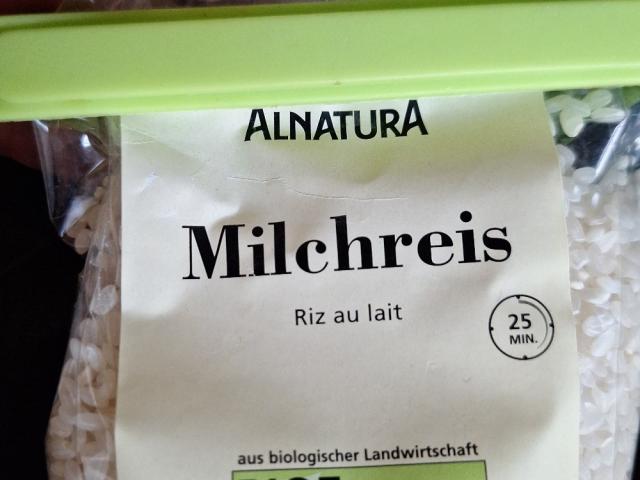 ALNATURA
Milchreis
Riz au lait
25
MIN.
aus biologischer Landwirtschaft